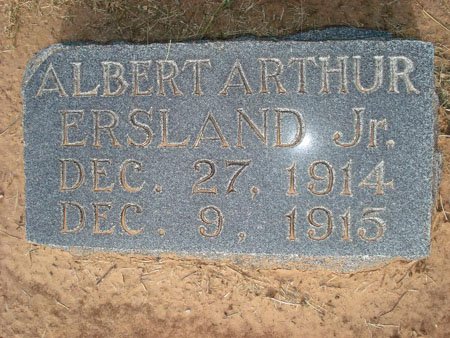 ALBERT ARTHUR
ERSLAND Jr.
DEC. 27, 1914
DEC. 9, 1915